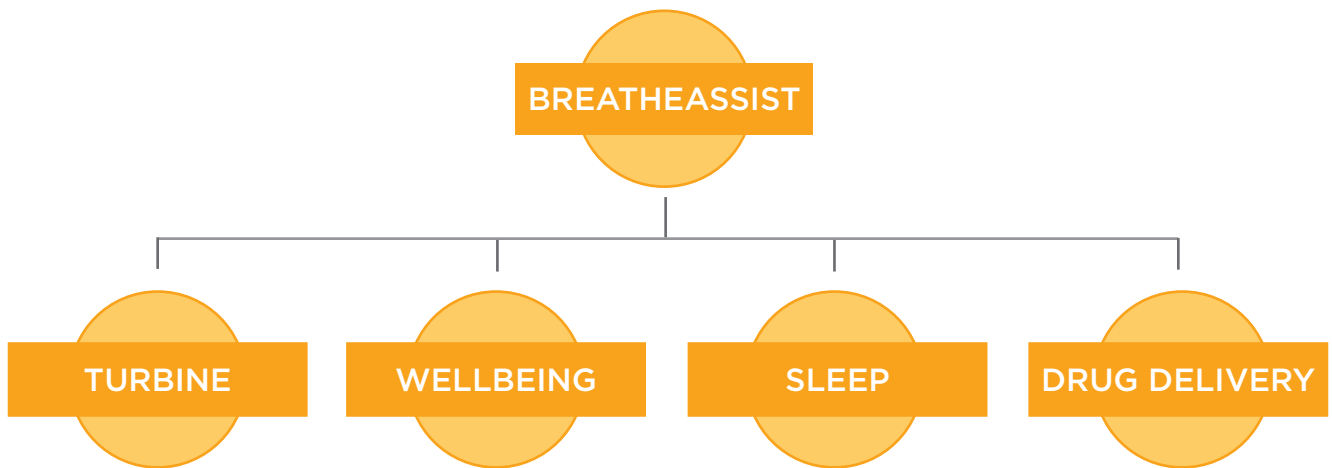 BREATHEASSIST
TURBINE
WELLBEING
SLEEP
DRUG DELIVERY